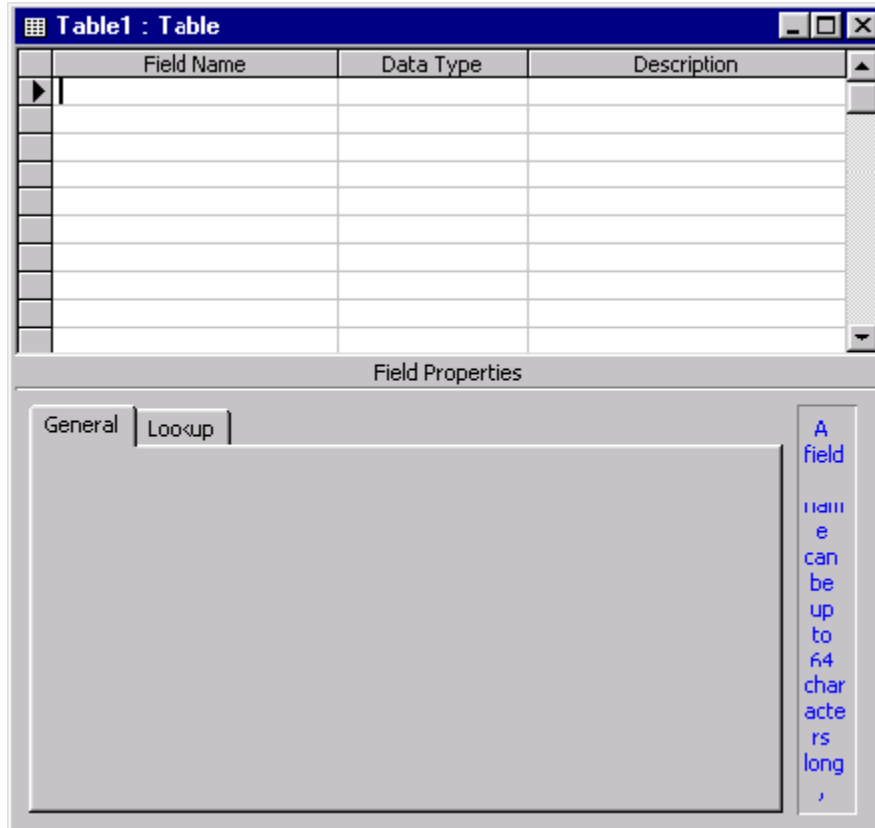 Table1 : Table
Field Name Data Type Description
Field Properties
General Lookup
A
field
nam
e
can
be
up
to
64
char
acte
rs
long
,